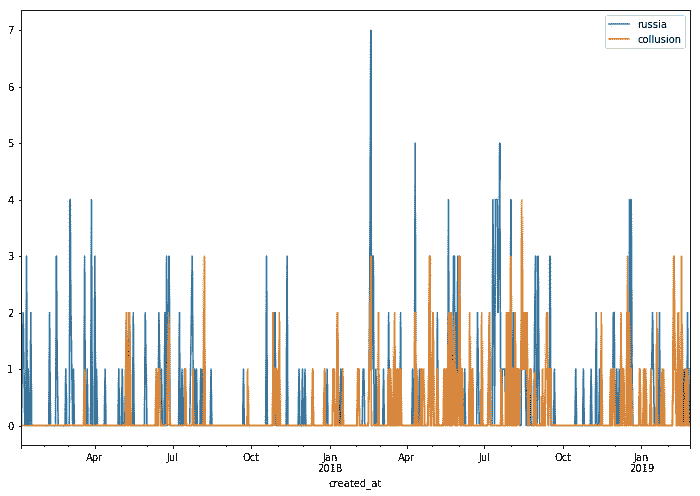 russia
collusion
7
6
5
4
3
2
1
0
Apr
Jul
Oct
Jan
2018
Apr
Jul
Oct
Jan
2019
created_at